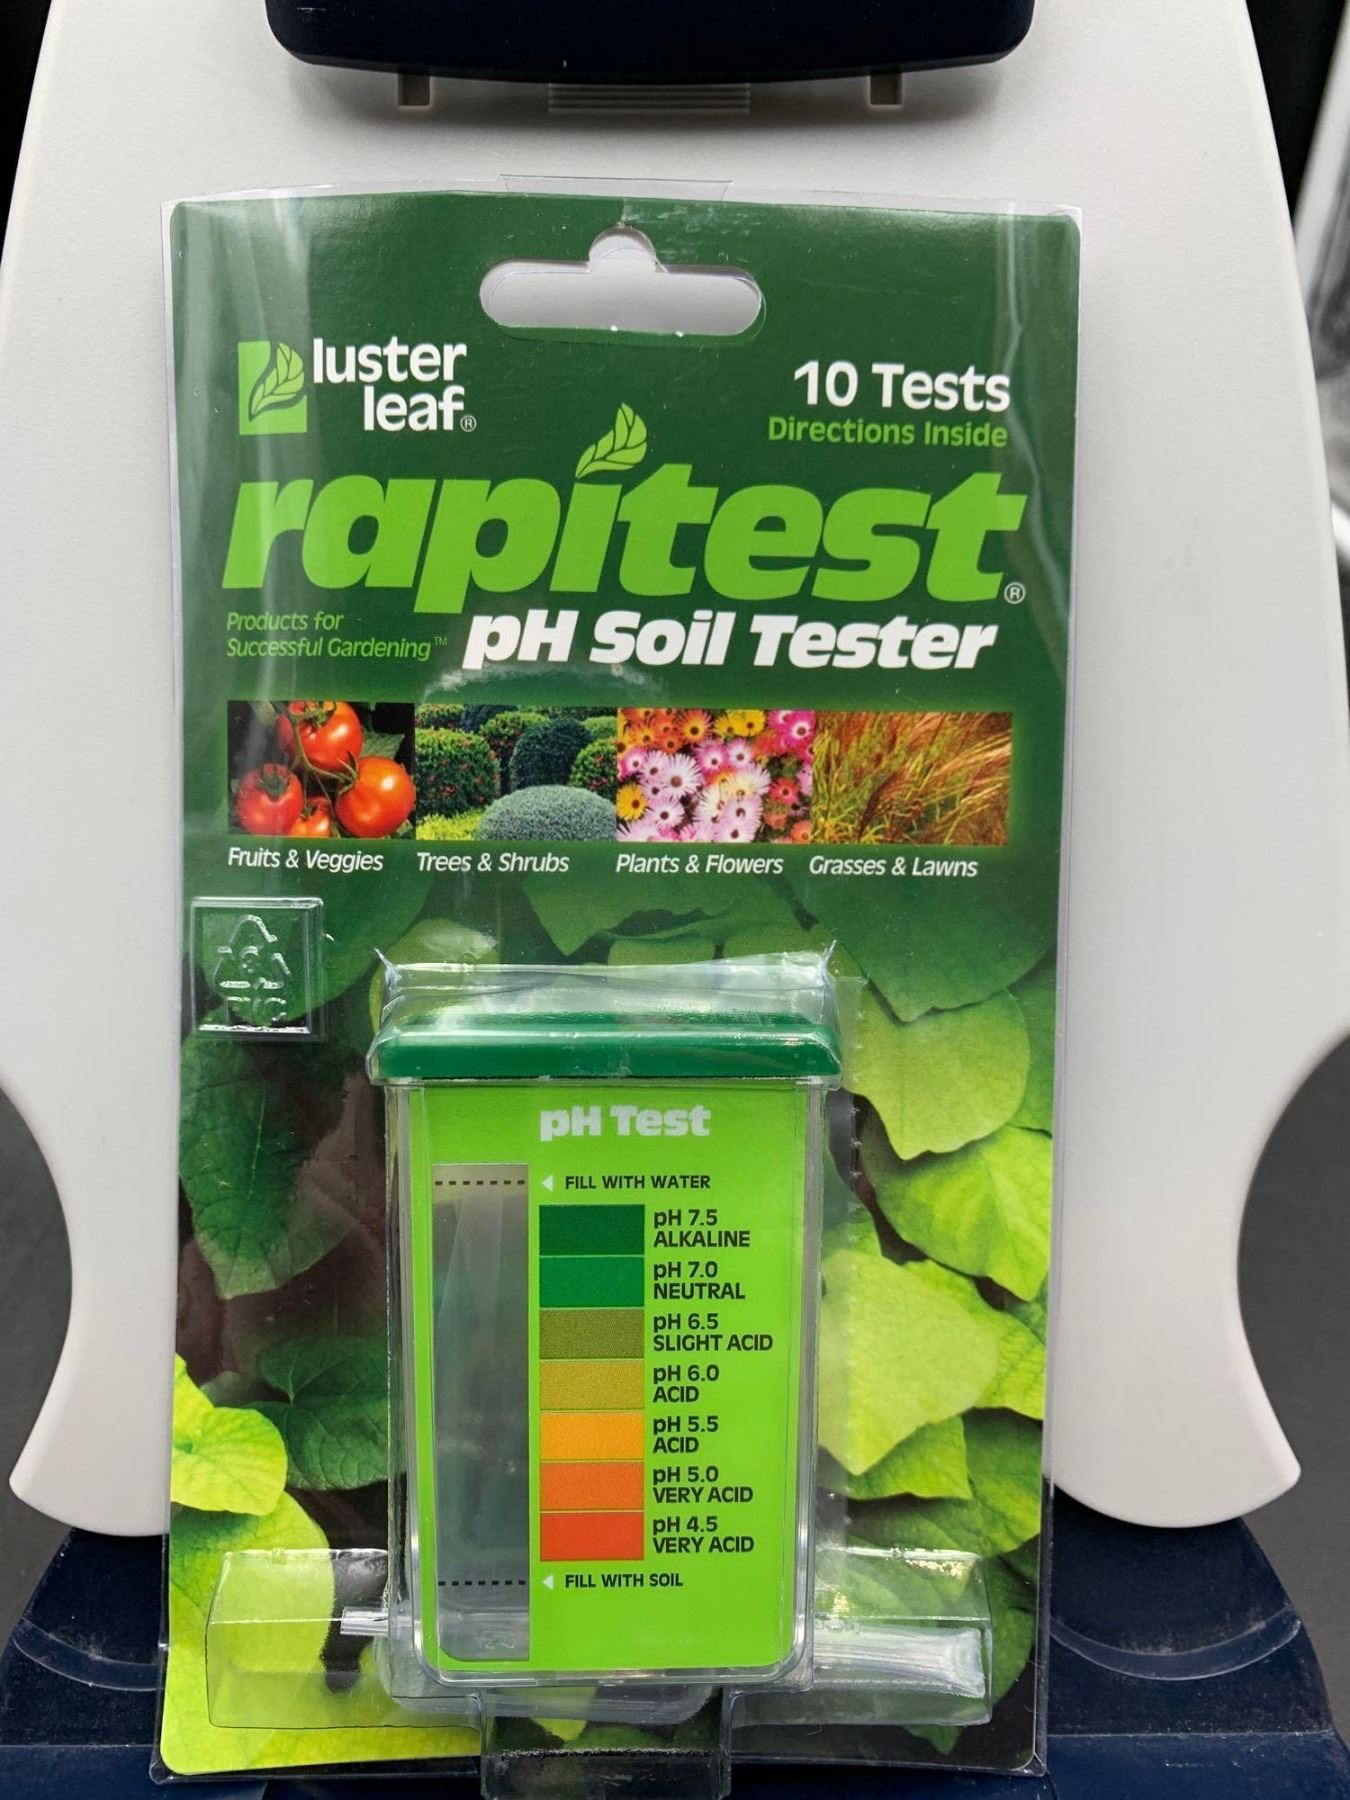 luster
leaf®
10 Tests
Directions Inside
rapitest®
Products for
Successful Gardening™
pH Soil Tester
Fruits & Veggies
Trees & Shrubs
Plants & Flowers
Grasses & Lawns
pH Test
FILL WITH WATER
pH 7.5
ALKALINE
pH 7.0
NEUTRAL
pH 6.5
SLIGHT ACID
pH 6.0
ACID
pH 5.5
ACID
pH 5.0
VERY ACID
pH 4.5
VERY ACID
FILL WITH SOIL